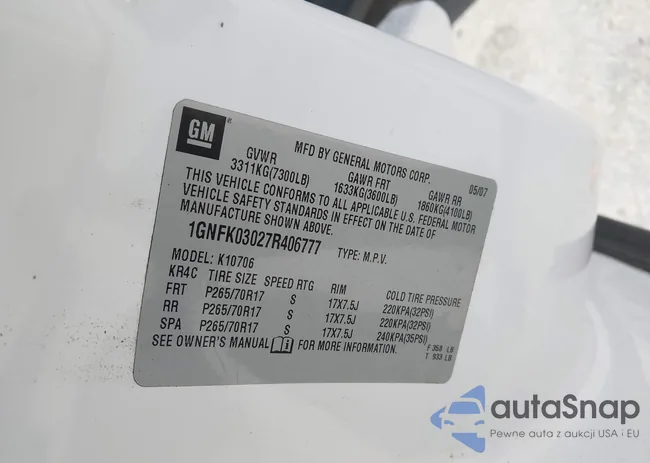 GM®
MFD BY GENERAL MOTORS CORP. 05/07
GVWR GAWR FRT GAWR RR
3311KG(7300LB) 1633KG(3600LB) 1860KG(4100LB)
THIS VEHICLE CONFORMS TO ALL APPLICABLE U.S. FEDERAL MOTOR
VEHICLE SAFETY STANDARDS IN EFFECT ON THE DATE OF
MANUFACTURE SHOWN ABOVE.
1GNFK03027R406777 TYPE: M.P.V.
MODEL: K10706
KR4C TIRE SIZE SPEED RTG RIM COLD TIRE PRESSURE
FRT P265/70R17 S 17X7.5J 220KPA(32PSI)
RR P265/70R17 S 17X7.5J 220KPA(32PSI)
SPA P265/70R17 S 17X7.5J 240KPA(35PSI)
SEE OWNER'S MANUAL i FOR MORE INFORMATION.
F 358 LB
T 933 LB
autaSnap
Pewne auta z aukcji USA i EU